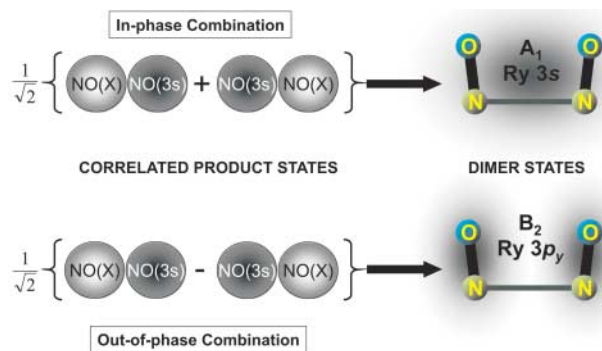 In-phase Combination
1/√2 { NO(X) NO(3s) + NO(3s) NO(X) }
O A1 O
Ry 3s
N N
CORRELATED PRODUCT STATES DIMER STATES
1/√2 { NO(X) NO(3s) - NO(3s) NO(X) }
O B2 O
Ry 3py
N N
Out-of-phase Combination